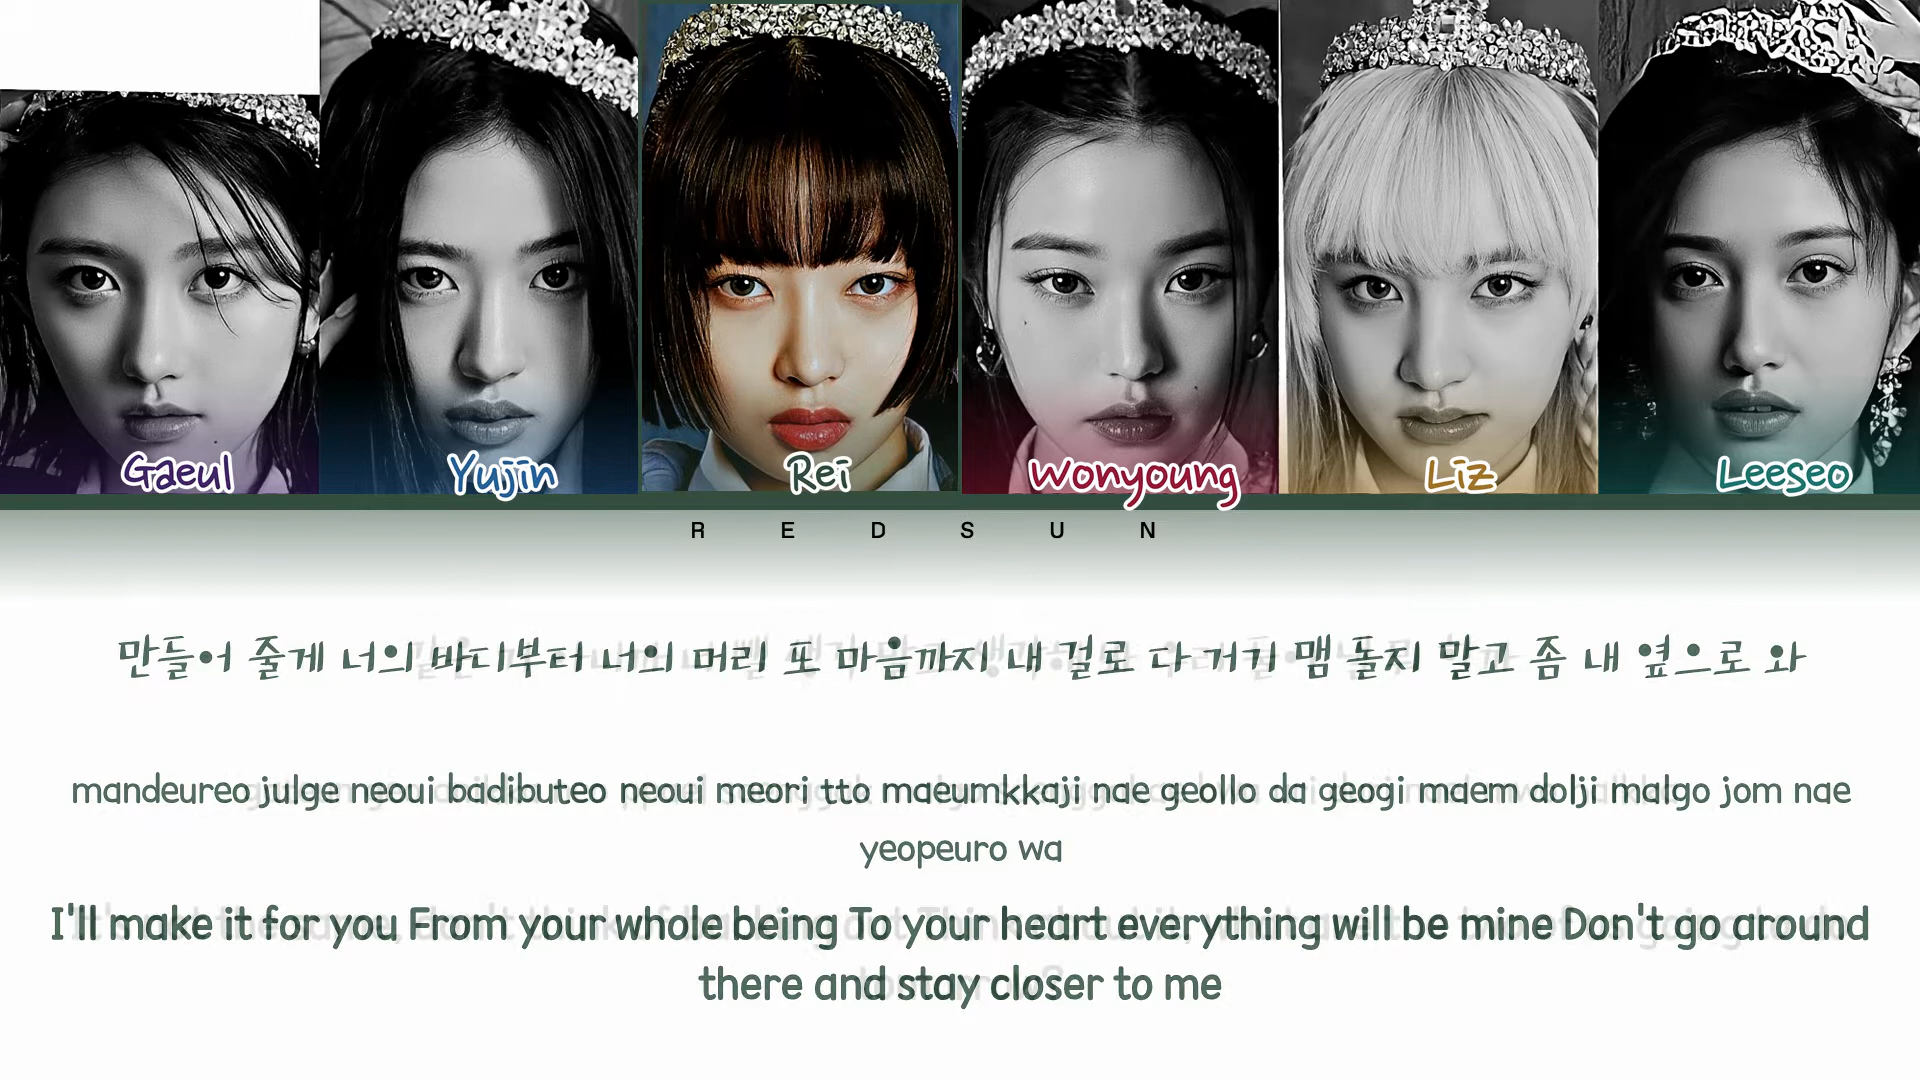 Gaeul
Yujin
Rei
Wonyoung
Liz
Leeseo
REDSUN
만들어 줄게 너의 바디부터 너의 머리 또 마음까지 내 걸로 다 거기 맴 돌지 말고 좀 내 옆으로 와
mandeureo julge neoui badibuteo neoui meori tto maeumkkaji nae geollo da geogi maem dolji malgo jom nae
yeopeuro wa
I'll make it for you From your whole being To your heart everything will be mine Don't go around
there and stay closer to me